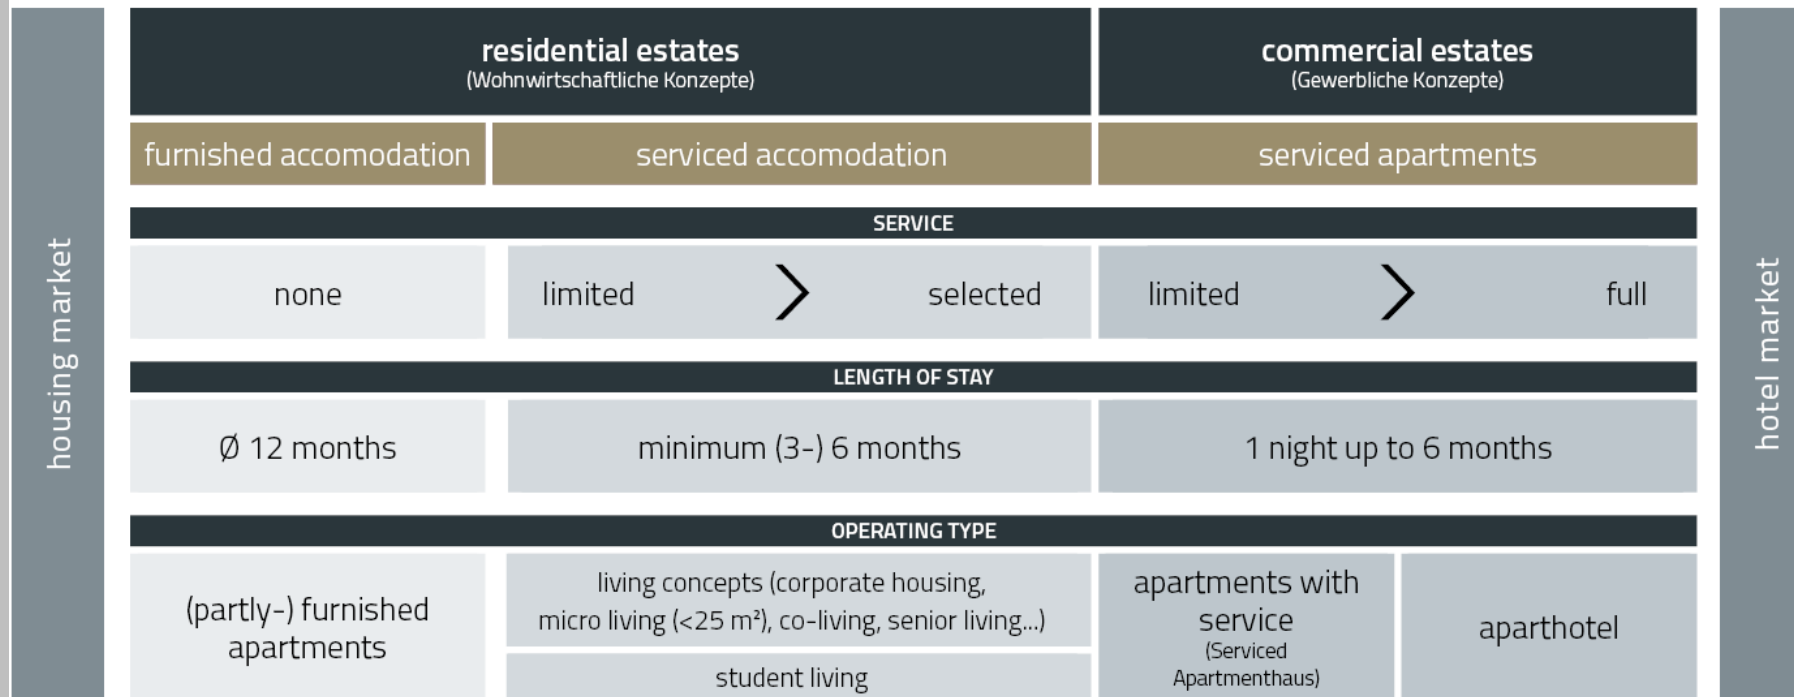 housing market
residential estates
(Wohnwirtschaftliche Konzepte)
commercial estates
(Gewerbliche Konzepte)
furnished accomodation
serviced accomodation
serviced apartments
SERVICE
none
limited
selected
limited
full
LENGTH OF STAY
Ø 12 months
minimum (3-) 6 months
1 night up to 6 months
OPERATING TYPE
(partly-) furnished
apartments
living concepts (corporate housing,
micro living (<25 m²), co-living, senior living...)
student living
apartments with
service
(Serviced
Apartmenthaus)
aparthotel
hotel market